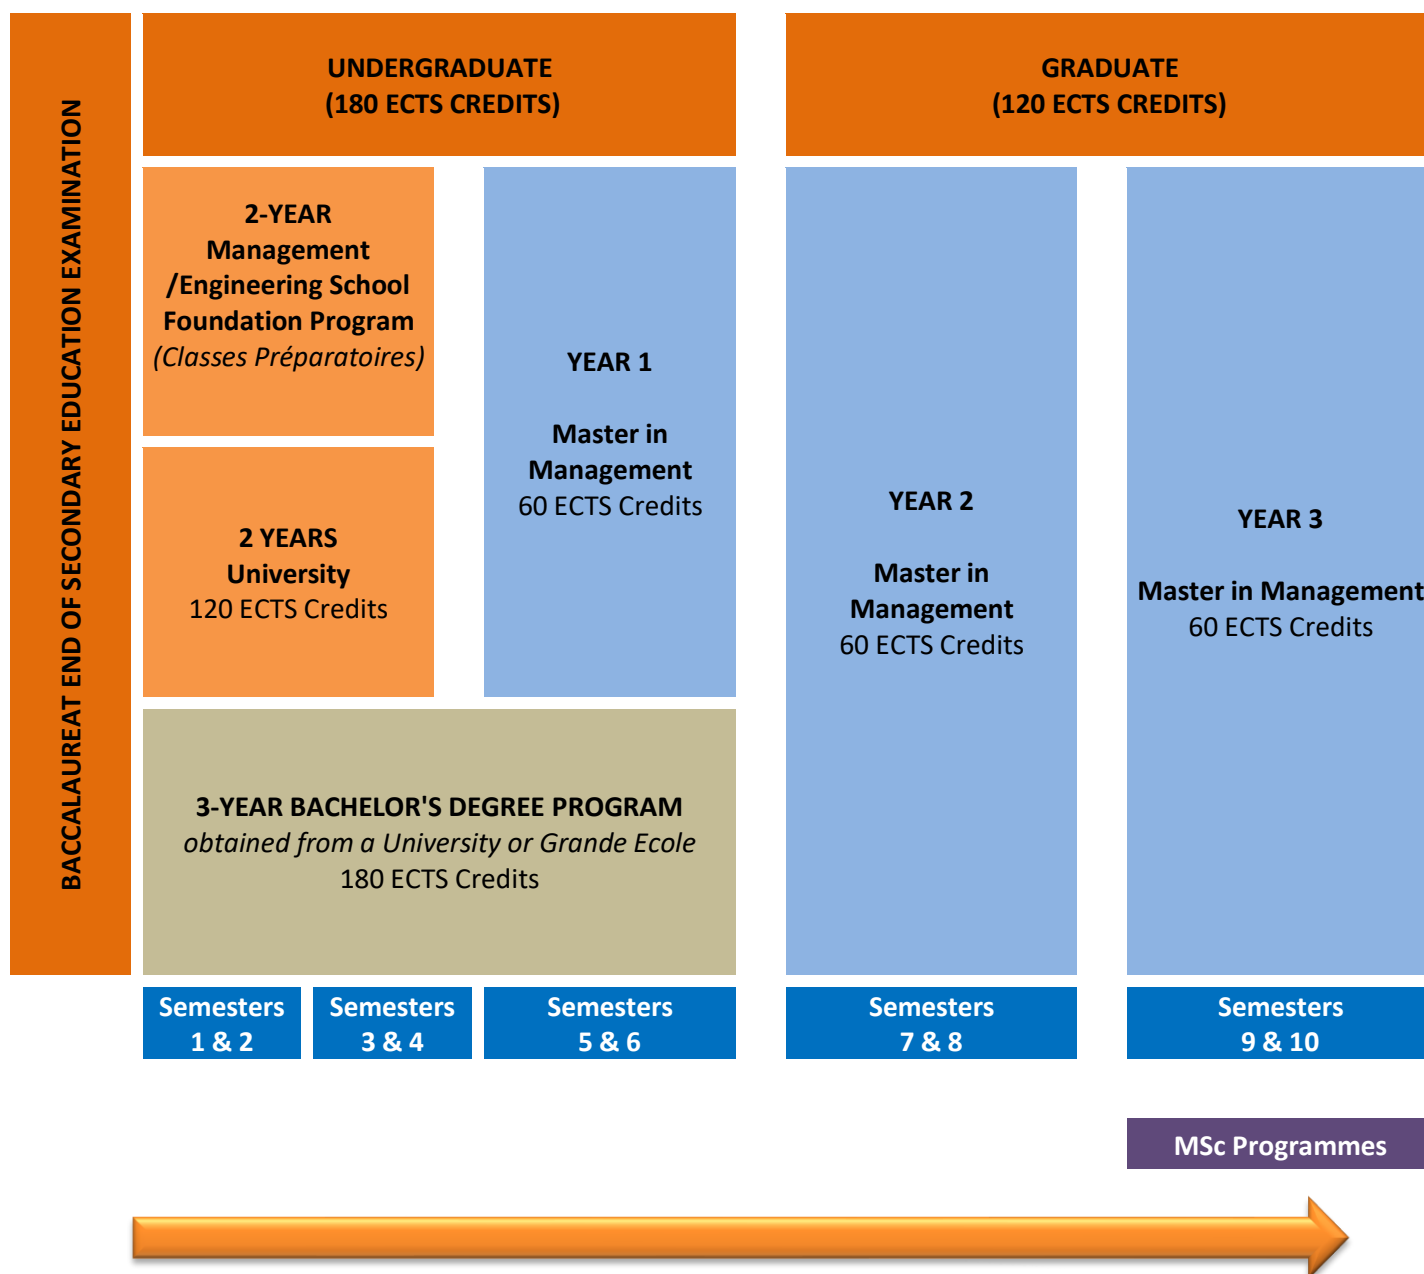 BACCALAUREAT END OF SECONDARY EDUCATION EXAMINATION
UNDERGRADUATE
(180 ECTS CREDITS)
GRADUATE
(120 ECTS CREDITS)
2-YEAR
Management
/Engineering School
Foundation Program
(Classes Préparatoires)
2 YEARS
University
120 ECTS Credits
YEAR 1
Master in
Management
60 ECTS Credits
3-YEAR BACHELOR'S DEGREE PROGRAM
obtained from a University or Grande Ecole
180 ECTS Credits
YEAR 2
Master in
Management
60 ECTS Credits
YEAR 3
Master in Management
60 ECTS Credits
Semesters
1 & 2
Semesters
3 & 4
Semesters
5 & 6
Semesters
7 & 8
Semesters
9 & 10
MSc Programmes